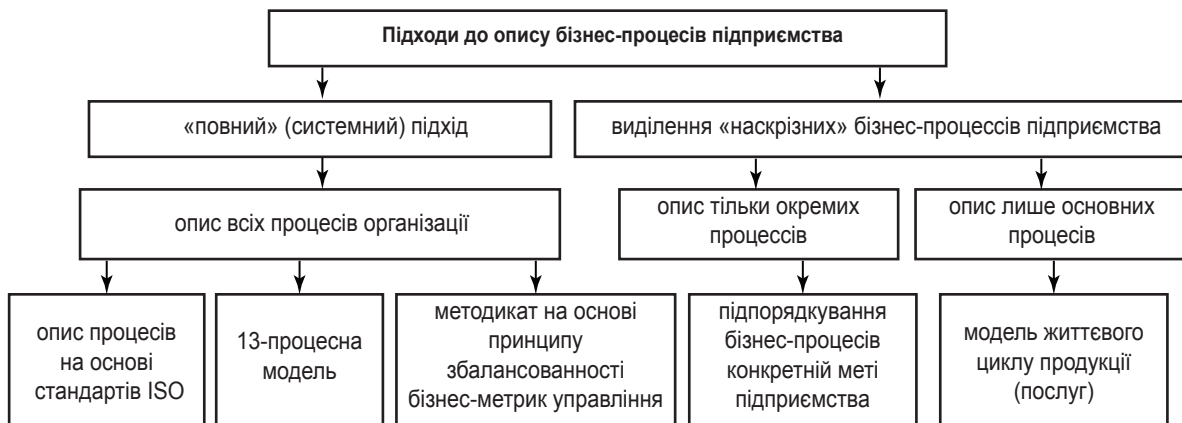 Підходи до опису бізнес-процесів підприємства
«повний» (системний) підхід
виділення «наскрізних» бізнес-процессів підприємства
опис всіх процесів організації
опис тільки окремих
процессів
опис лише основних
процесів
опис процесів
на основі
стандартів ISO
13-процесна
модель
методикат на основі
принципу
збалансованності
бізнес-метрик управління
підпорядкування
бізнес-процесів
конкретній меті
підприємства
модель життєвого
циклу продукції
(послуг)